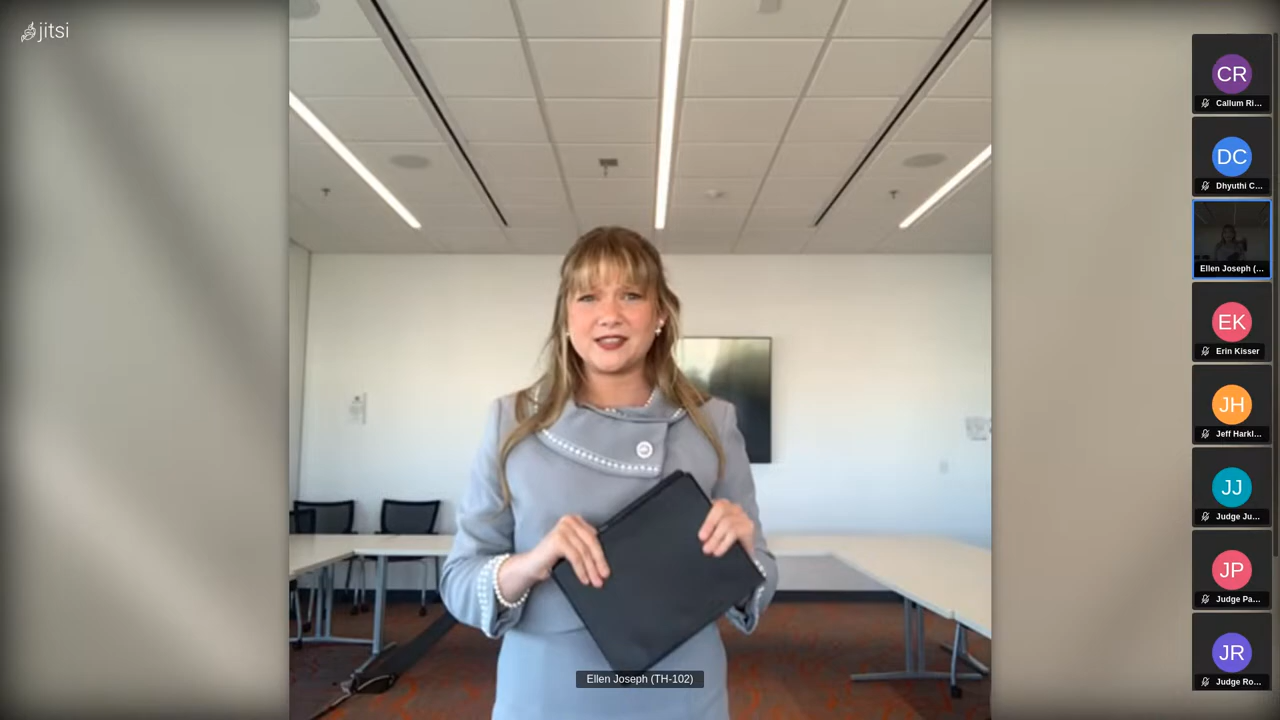 jitsi
CR
Callum Ri...
DC
Dhyuthi C...
Ellen Joseph (...
EK
Erin Kisser
JH
Jeff Harkl...
JJ
Judge Ju...
JP
Judge Pa...
JR
Judge Ro...
Ellen Joseph (TH-102)